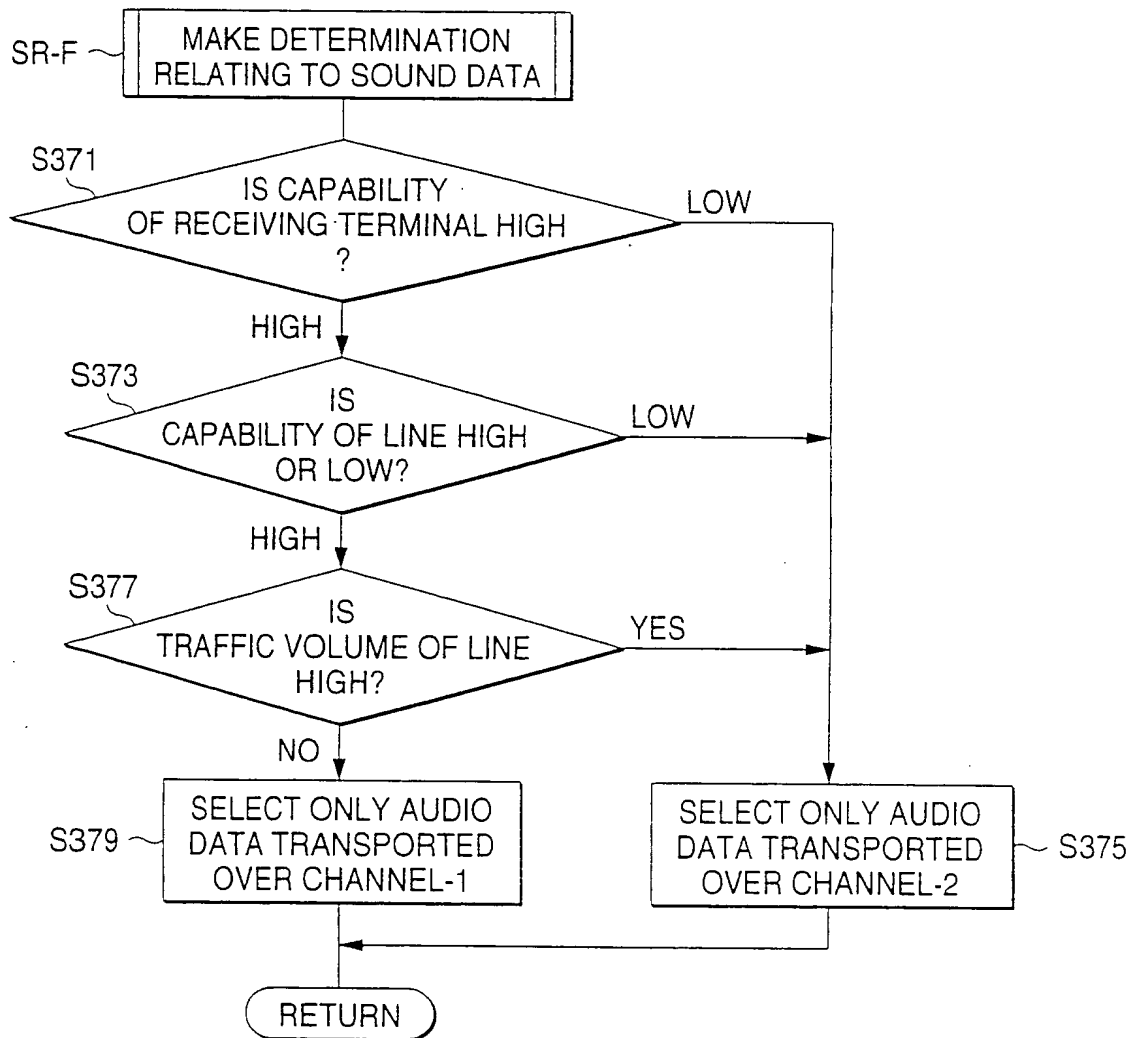 SR-F
MAKE DETERMINATION
RELATING TO SOUND DATA
S371
IS CAPABILITY
OF RECEIVING TERMINAL HIGH
?
LOW
HIGH
S373
IS
CAPABILITY OF LINE HIGH
OR LOW?
LOW
HIGH
S377
IS
TRAFFIC VOLUME OF LINE
HIGH?
YES
NO
S379
SELECT ONLY AUDIO
DATA TRANSPORTED
OVER CHANNEL-1
SELECT ONLY AUDIO
DATA TRANSPORTED
OVER CHANNEL-2
S375
RETURN